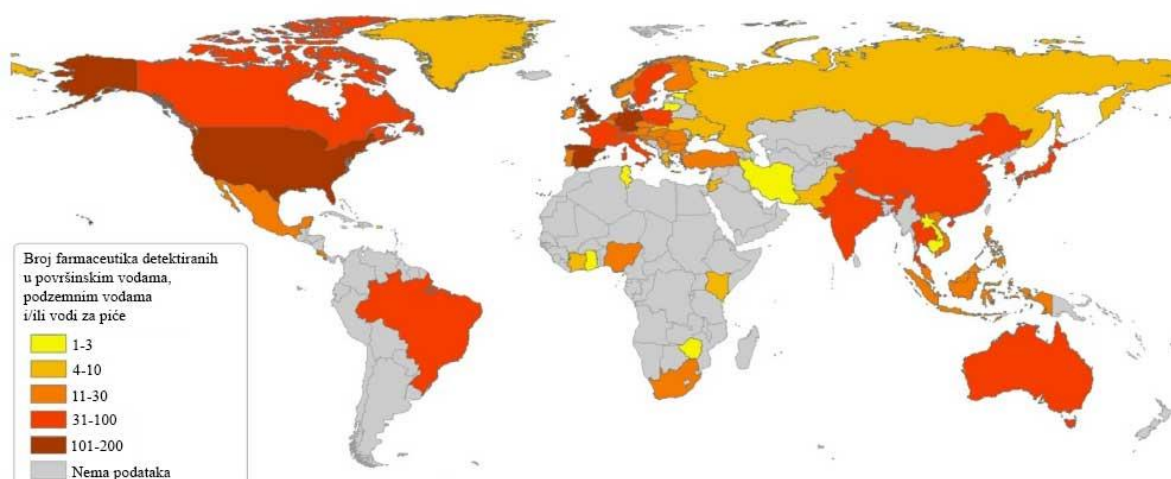 Broj farmaceutika detektiranih
u površinskim vodama,
podzemnim vodama
i/ili vodi za piće
1-3
4-10
11-30
31-100
101-200
Nema podataka